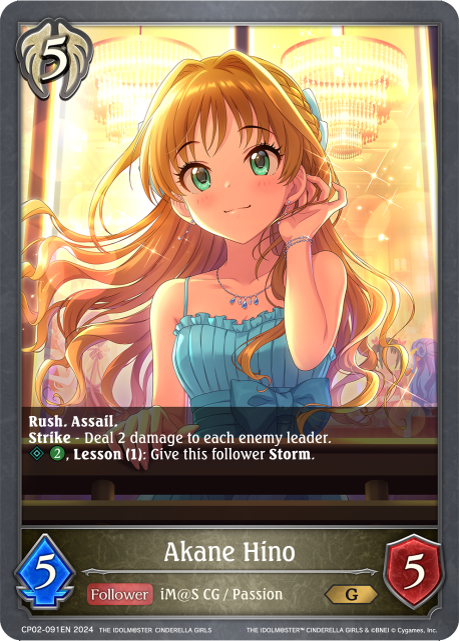 5
Rush. Assail.
Strike - Deal 2 damage to each enemy leader.
2, Lesson (1): Give this follower Storm.
Akane Hino
5
Follower
iM@S CG / Passion
G
5
CP02-091EN 2024 THE IDOLM@STER CINDERELLA GIRLS THE IDOLM@STER™ CINDERELLA GIRLS & ©BNEI © Cygames, Inc.